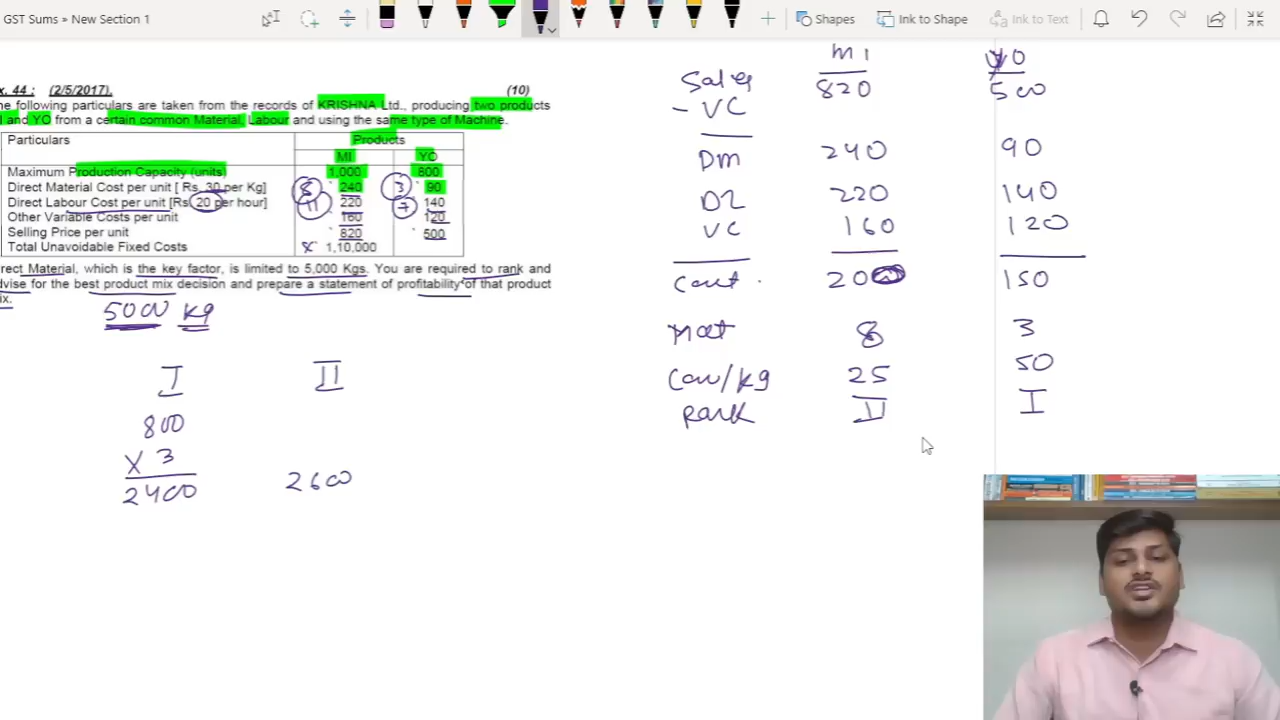 GST Sums » New Section 1
Shapes
Ink to Share
Ink to Text
x. 44 : (2/5/2017). (10)
he following particulars are taken from the records of KRISHNA Ltd., producing two products
I and YO from a certain common Material, Labour and using the same type of Machine.
Particulars Products
MI YO
Maximum Production Capacity (units) 1,000 800
Direct Material Cost per unit [ Rs. 30 per Kg] 8 240 3 90
Direct Labour Cost per unit [Rs 20 per hour] 11 220 7 140
Other Variable Costs per unit 160 120
Selling Price per unit 820 500
Total Unavoidable Fixed Costs 1,10,000
rect Material, which is the key factor, is limited to 5,000 Kgs. You are required to rank and
dvise for the best product mix decision and prepare a statement of profitability of that product
ix.
5000 kg
I II
800
X 3
2400 2600
MI YO
Sales 820 500
- VC
DM 240 90
DL 220 140
VC 160 120
Cont. 200 150
Mat 8 3
Con/kg 25 50
Rank II I